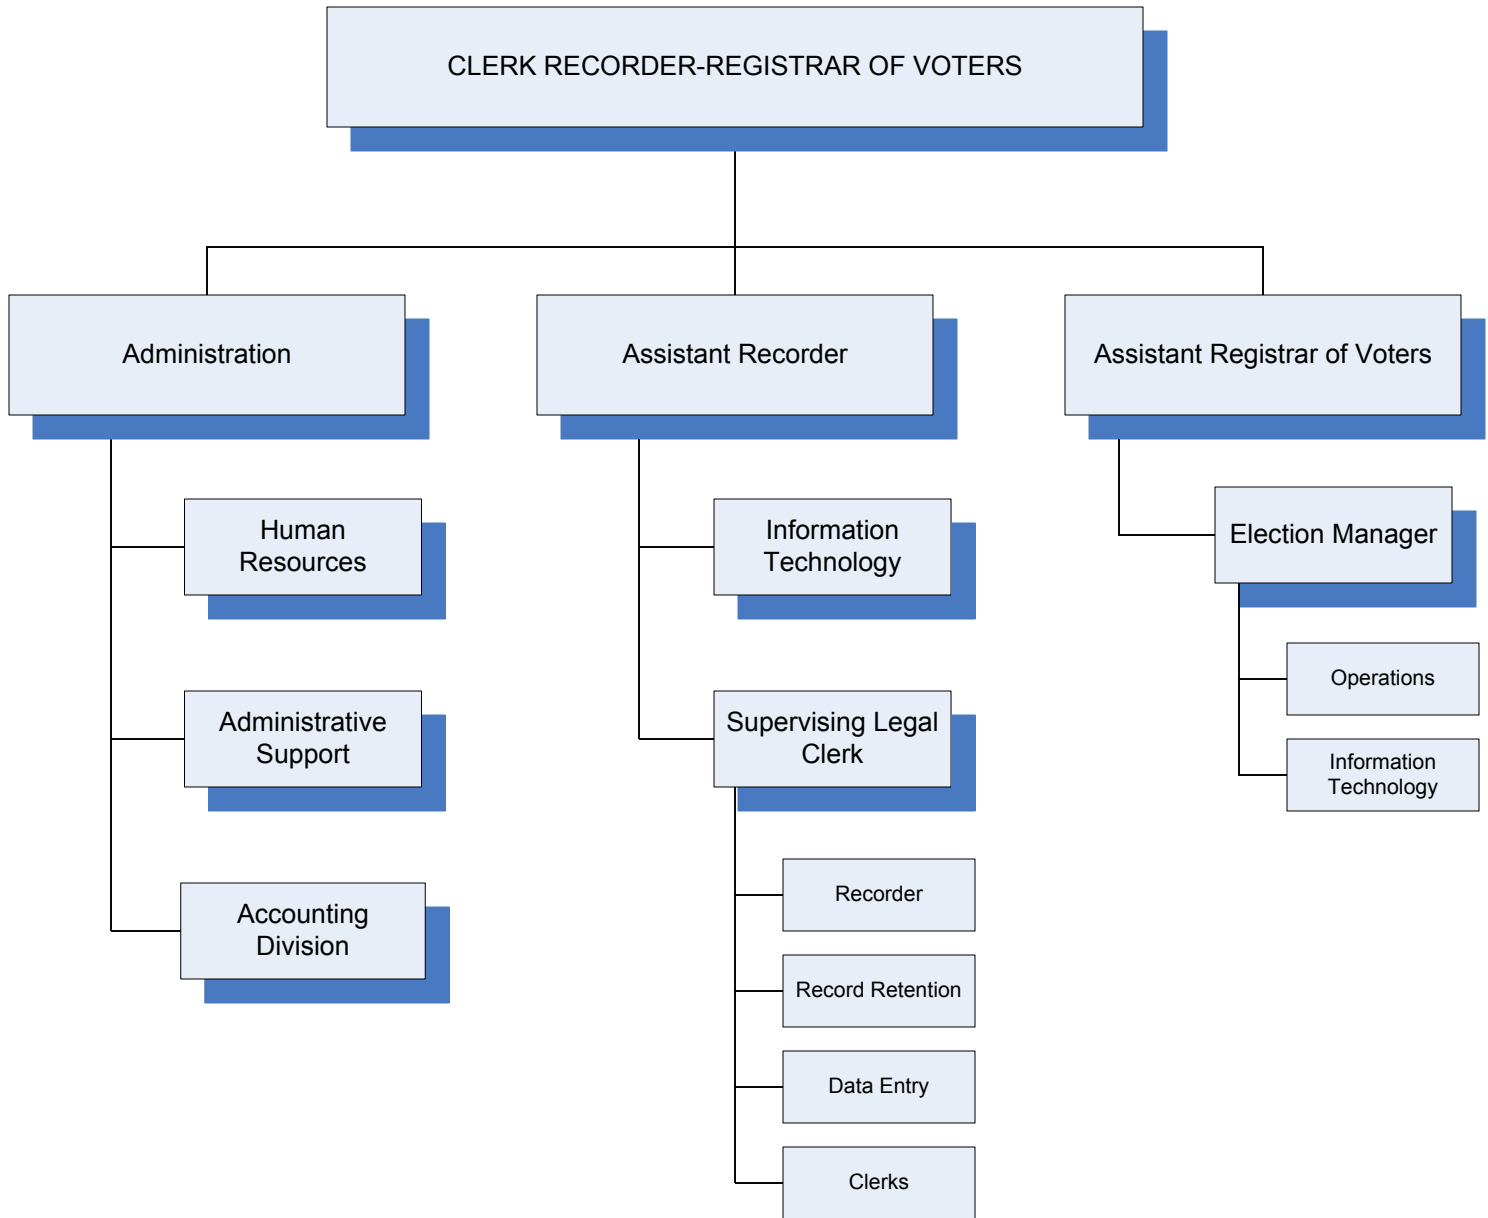 CLERK RECORDER-REGISTRAR OF VOTERS
Administration
Assistant Recorder
Assistant Registrar of Voters
Human
Resources
Administrative
Support
Accounting
Division
Information
Technology
Supervising Legal
Clerk
Recorder
Record Retention
Data Entry
Clerks
Election Manager
Operations
Information
Technology